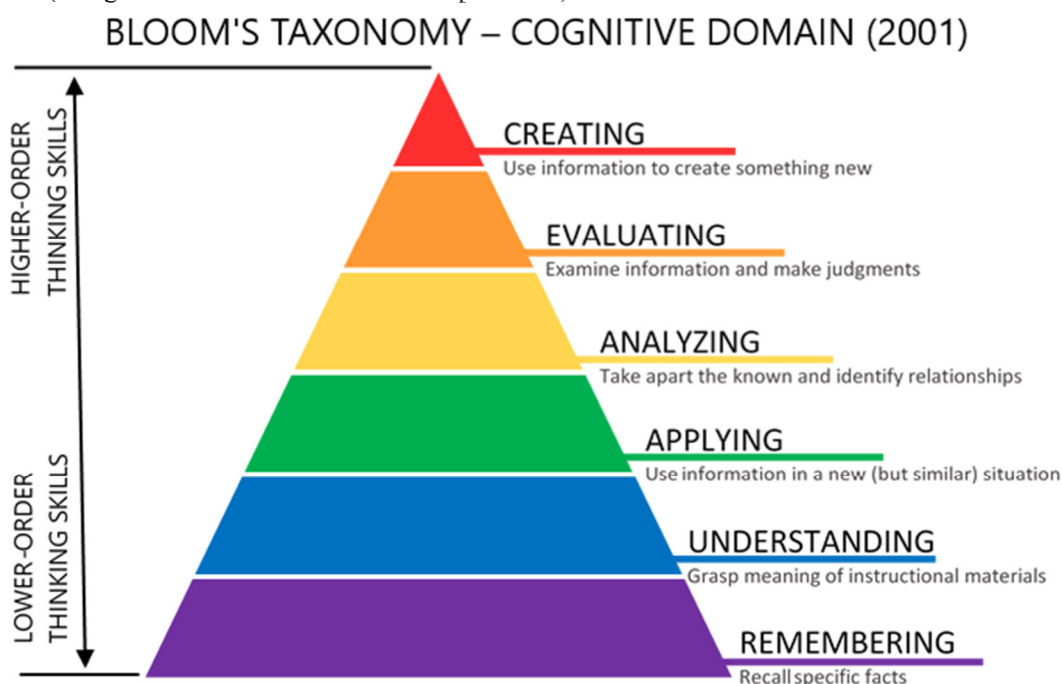 BLOOM'S TAXONOMY – COGNITIVE DOMAIN (2001)
HIGHER-ORDER
THINKING SKILLS
LOWER-ORDER
THINKING SKILLS
CREATING
Use information to create something new
EVALUATING
Examine information and make judgments
ANALYZING
Take apart the known and identify relationships
APPLYING
Use information in a new (but similar) situation
UNDERSTANDING
Grasp meaning of instructional materials
REMEMBERING
Recall specific facts